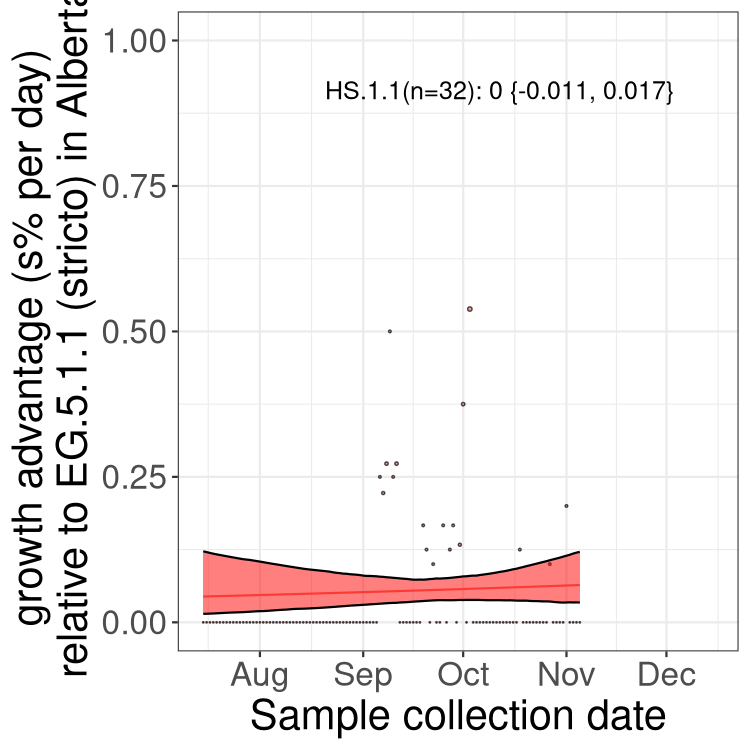 growth advantage (s% per day)
relative to EG.5.1.1 (stricto) in Alberta
1.00
0.75
0.50
0.25
0.00
HS.1.1(n=32): 0 {-0.011, 0.017}
Aug Sep Oct Nov Dec
Sample collection date